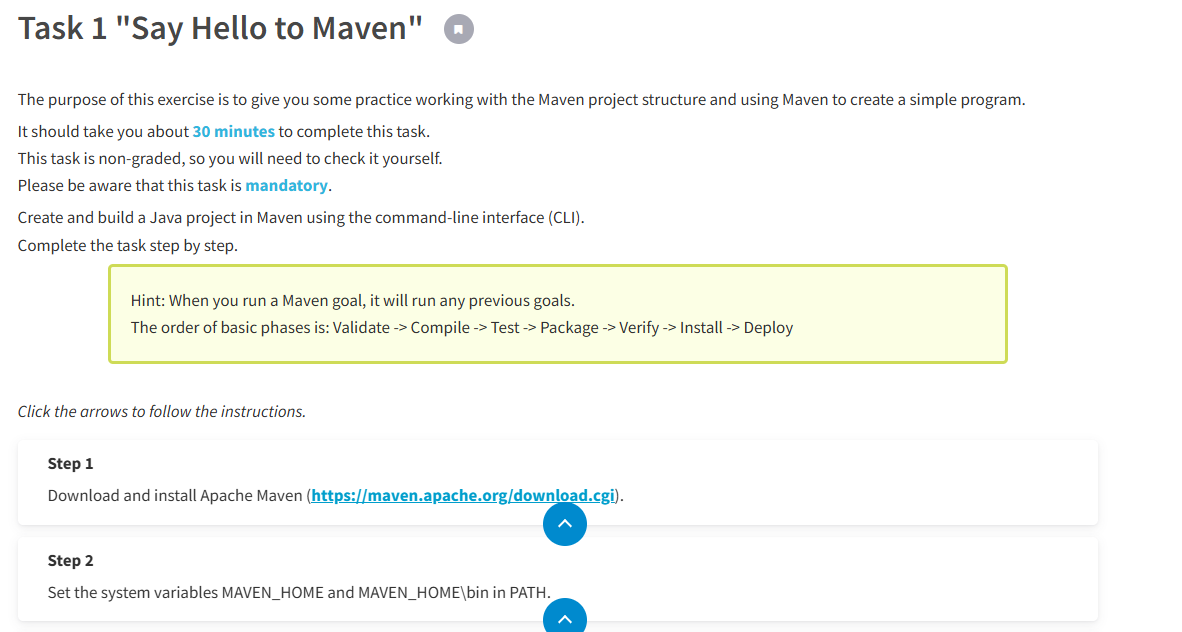 Task 1 "Say Hello to Maven"
The purpose of this exercise is to give you some practice working with the Maven project structure and using Maven to create a simple program.
It should take you about 30 minutes to complete this task.
This task is non-graded, so you will need to check it yourself.
Please be aware that this task is mandatory.
Create and build a Java project in Maven using the command-line interface (CLI).
Complete the task step by step.
Hint: When you run a Maven goal, it will run any previous goals.
The order of basic phases is: Validate -> Compile -> Test -> Package -> Verify -> Install -> Deploy
Click the arrows to follow the instructions.
Step 1
Download and install Apache Maven (https://maven.apache.org/download.cgi).
Step 2
Set the system variables MAVEN_HOME and MAVEN_HOME\bin in PATH.